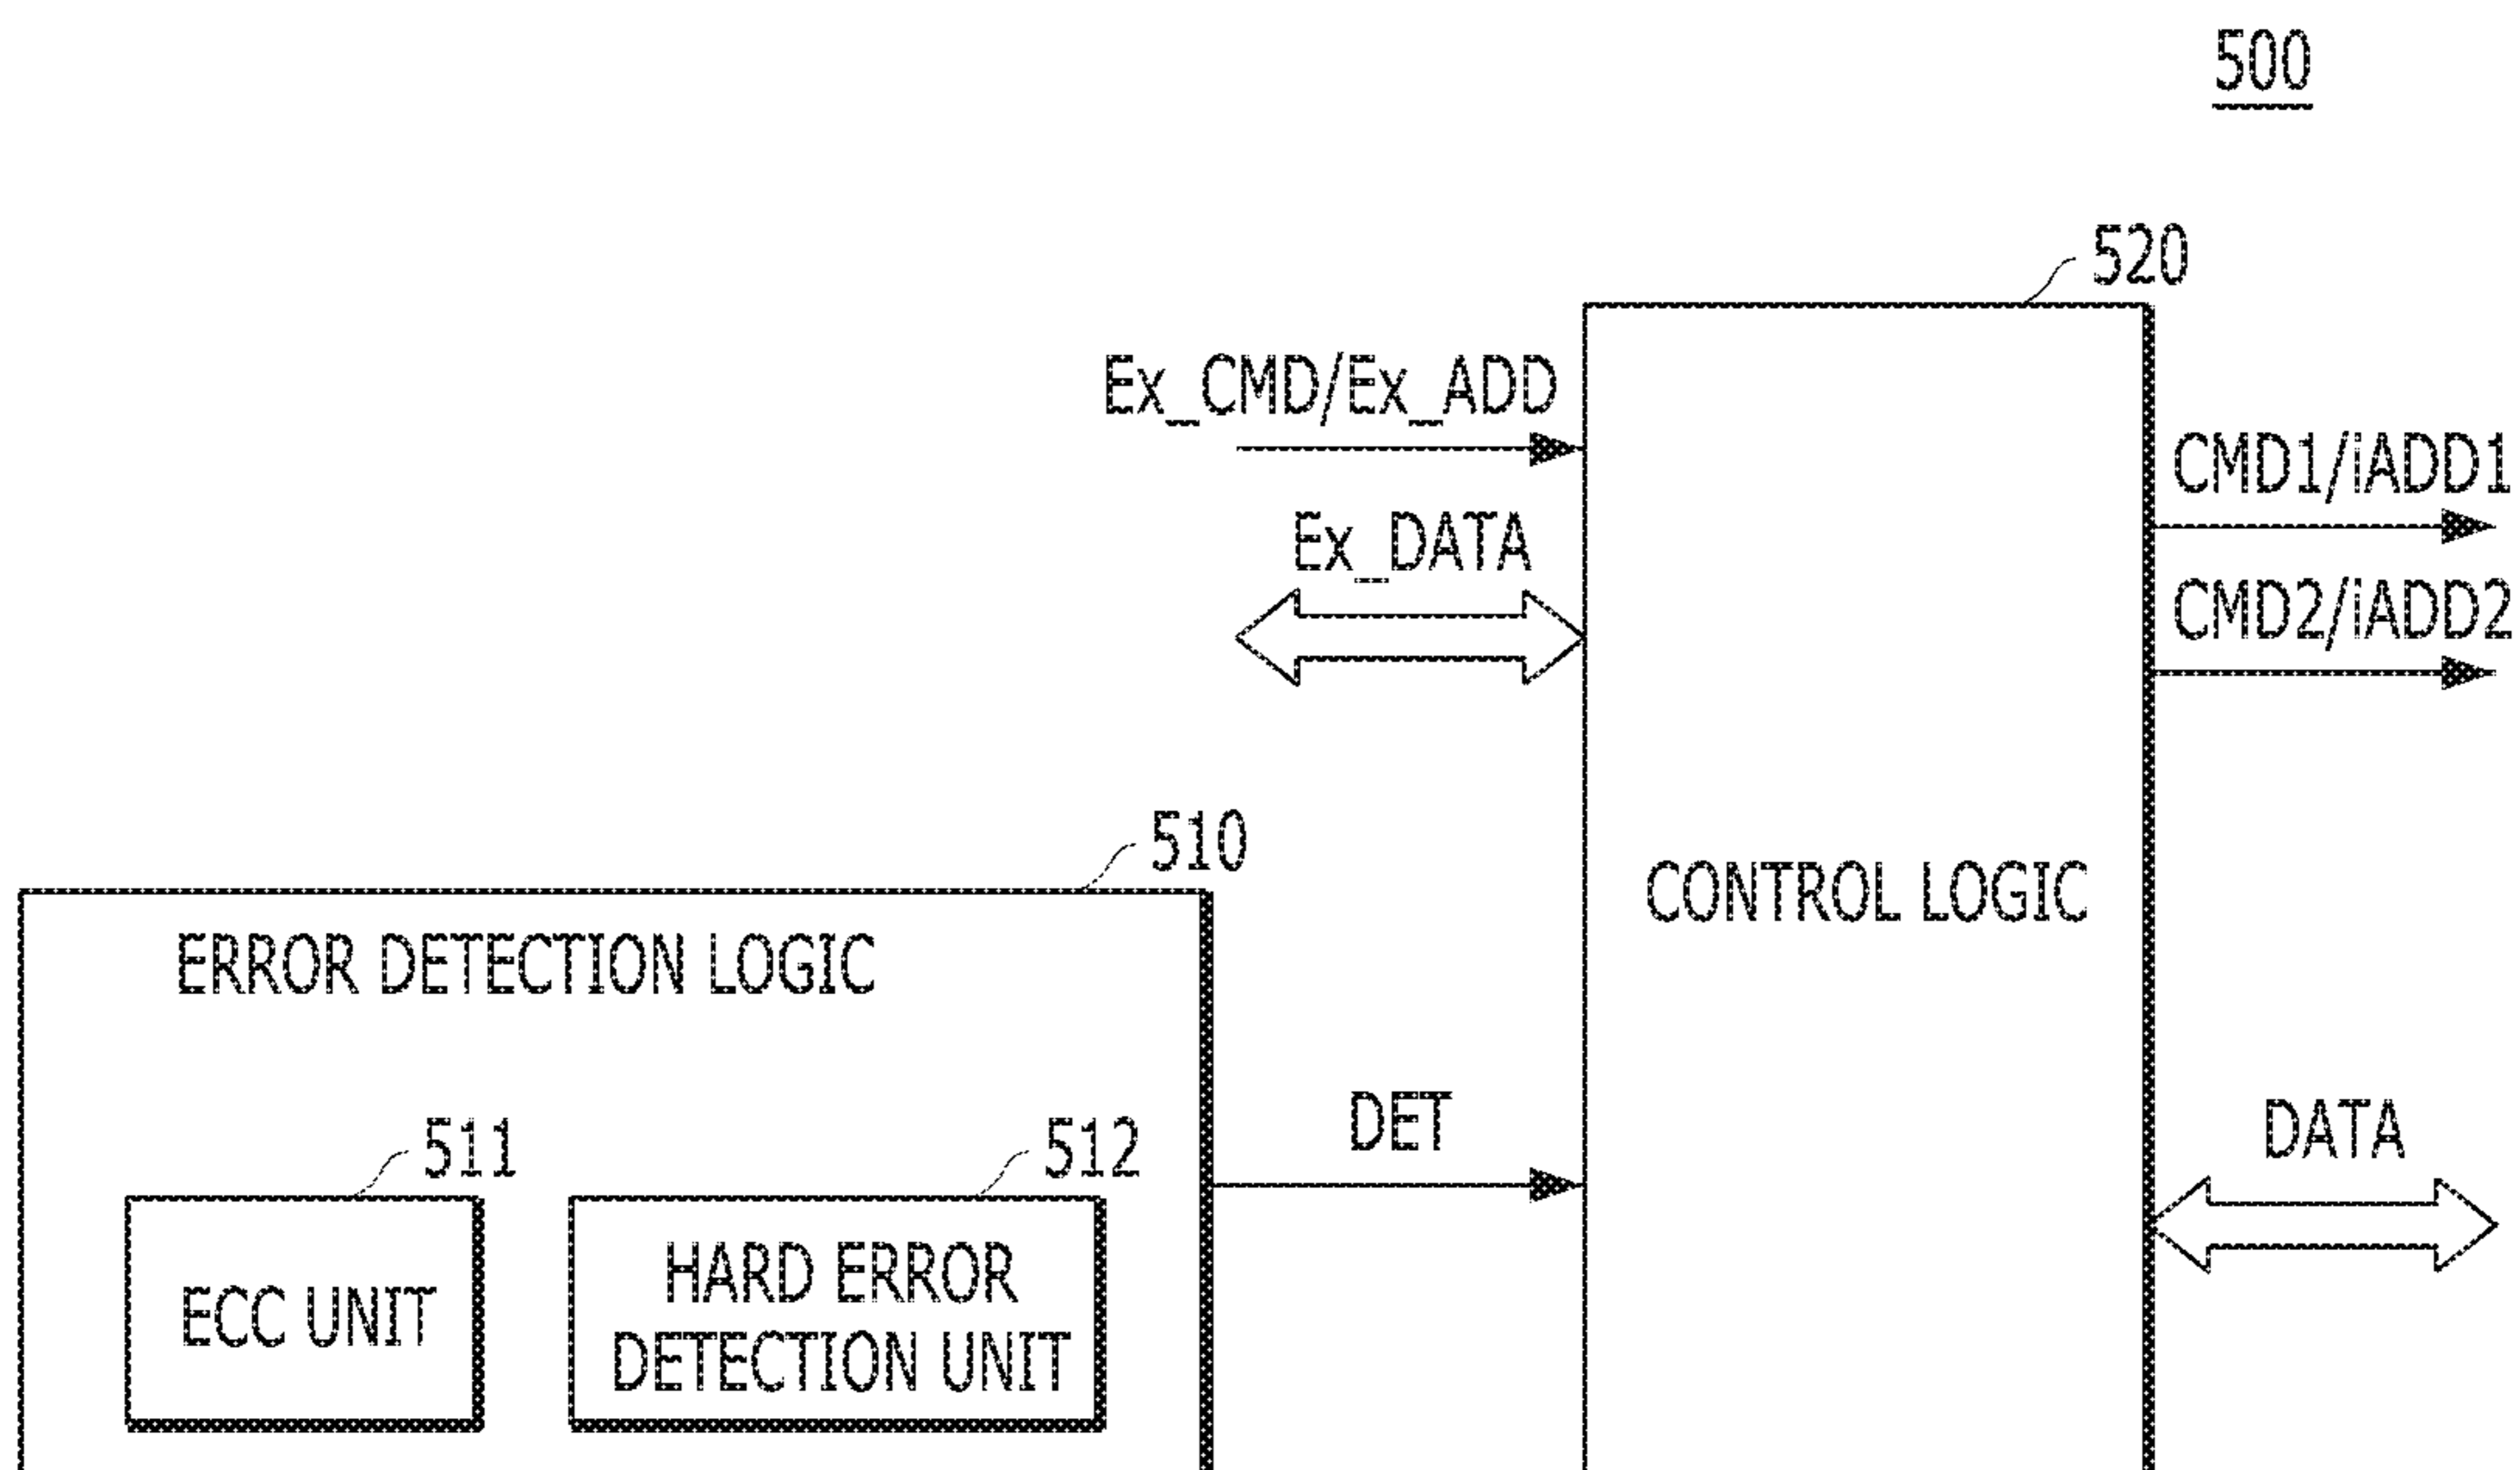 500
520
Ex_CMD/Ex_ADD
CMD1/iADD1
Ex_DATA
CMD2/iADD2
510
CONTROL LOGIC
ERROR DETECTION LOGIC
DET
DATA
511
512
HARD ERROR
DETECTION UNIT
ECC UNIT